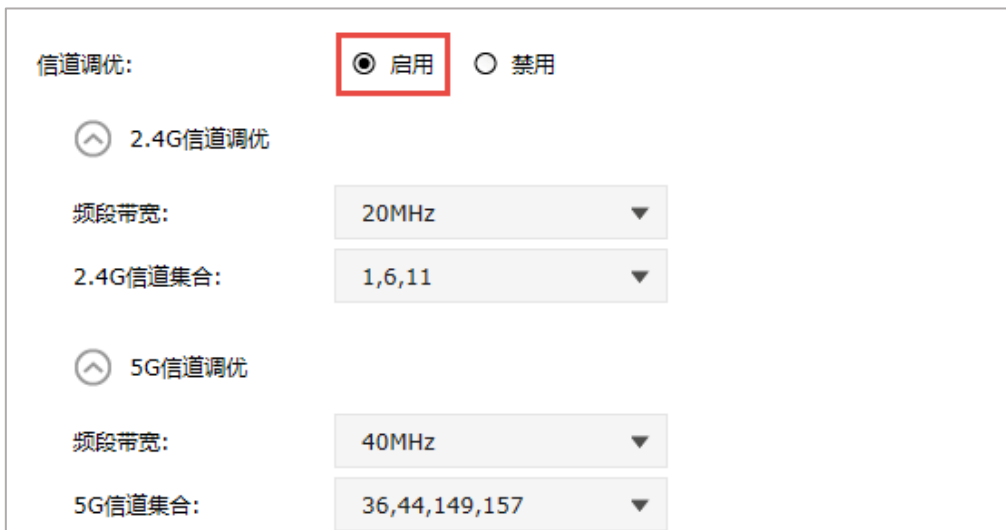 信道调优: 启用 禁用
2.4G信道调优
频段带宽: 20MHz
2.4G信道集合: 1,6,11
5G信道调优
频段带宽: 40MHz
5G信道集合: 36,44,149,157